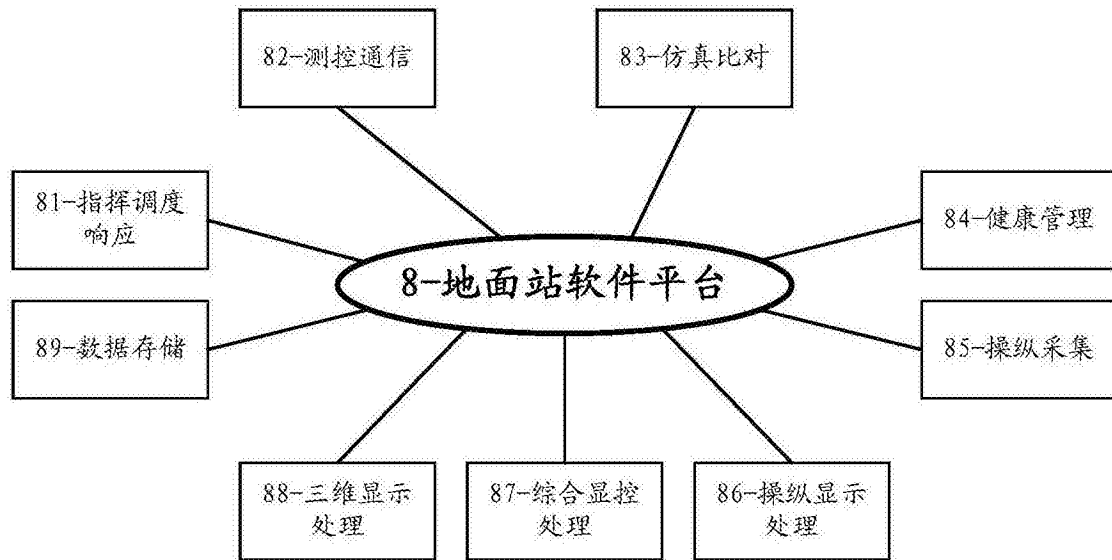 82-测控通信
83-仿真比对
81-指挥调度
响应
84-健康管理
8-地面站软件平台
89-数据存储
85-操纵采集
88-三维显示
处理
87-综合显控
处理
86-操纵显示
处理